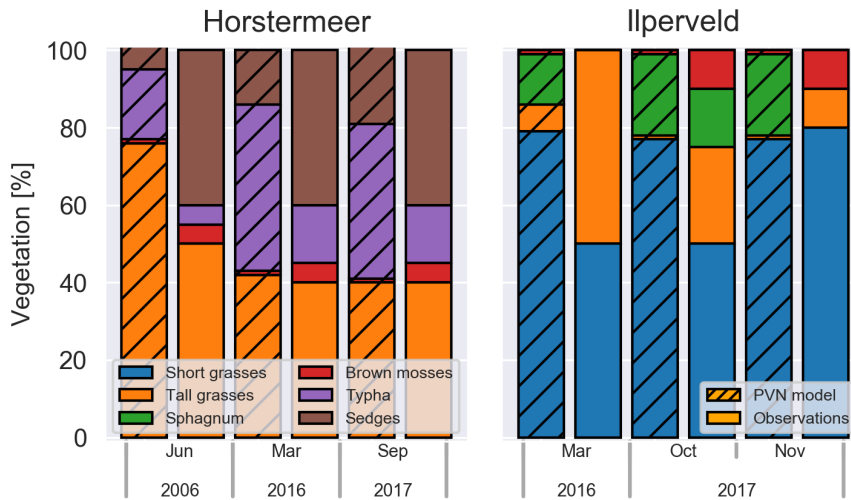 Horstermeer
Ilperveld
Vegetation [%]
100
80
60
40
20
0
Short grasses
Tall grasses
Sphagnum
Brown mosses
Typha
Sedges
PVN model
Observations
Jun
Mar
Sep
2006
2016
2017
Mar
Oct
Nov
2016
2017